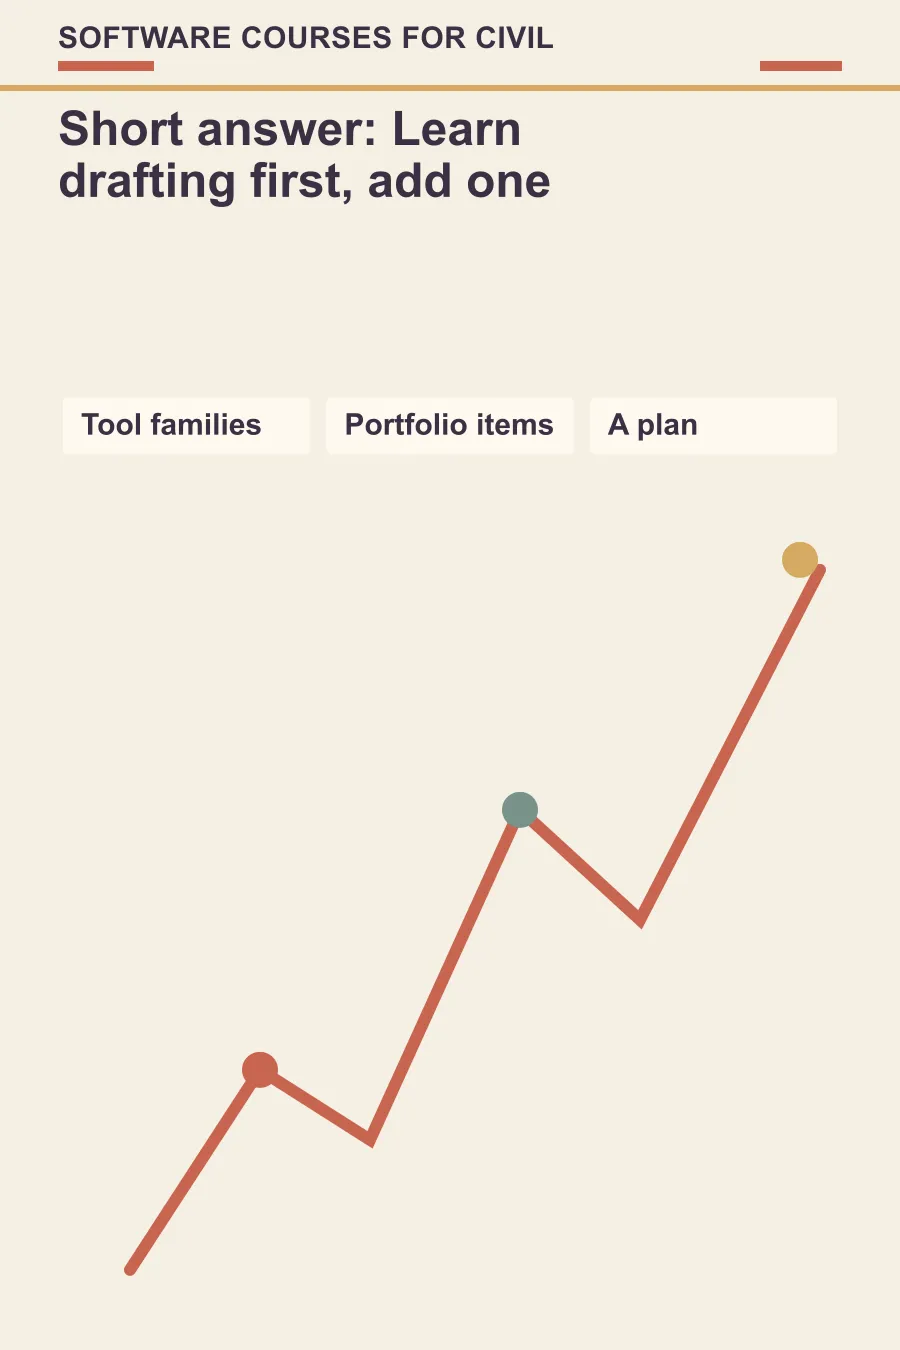 SOFTWARE COURSES FOR CIVIL
Short answer: Learn
drafting first, add one
Tool families
Portfolio items
A plan